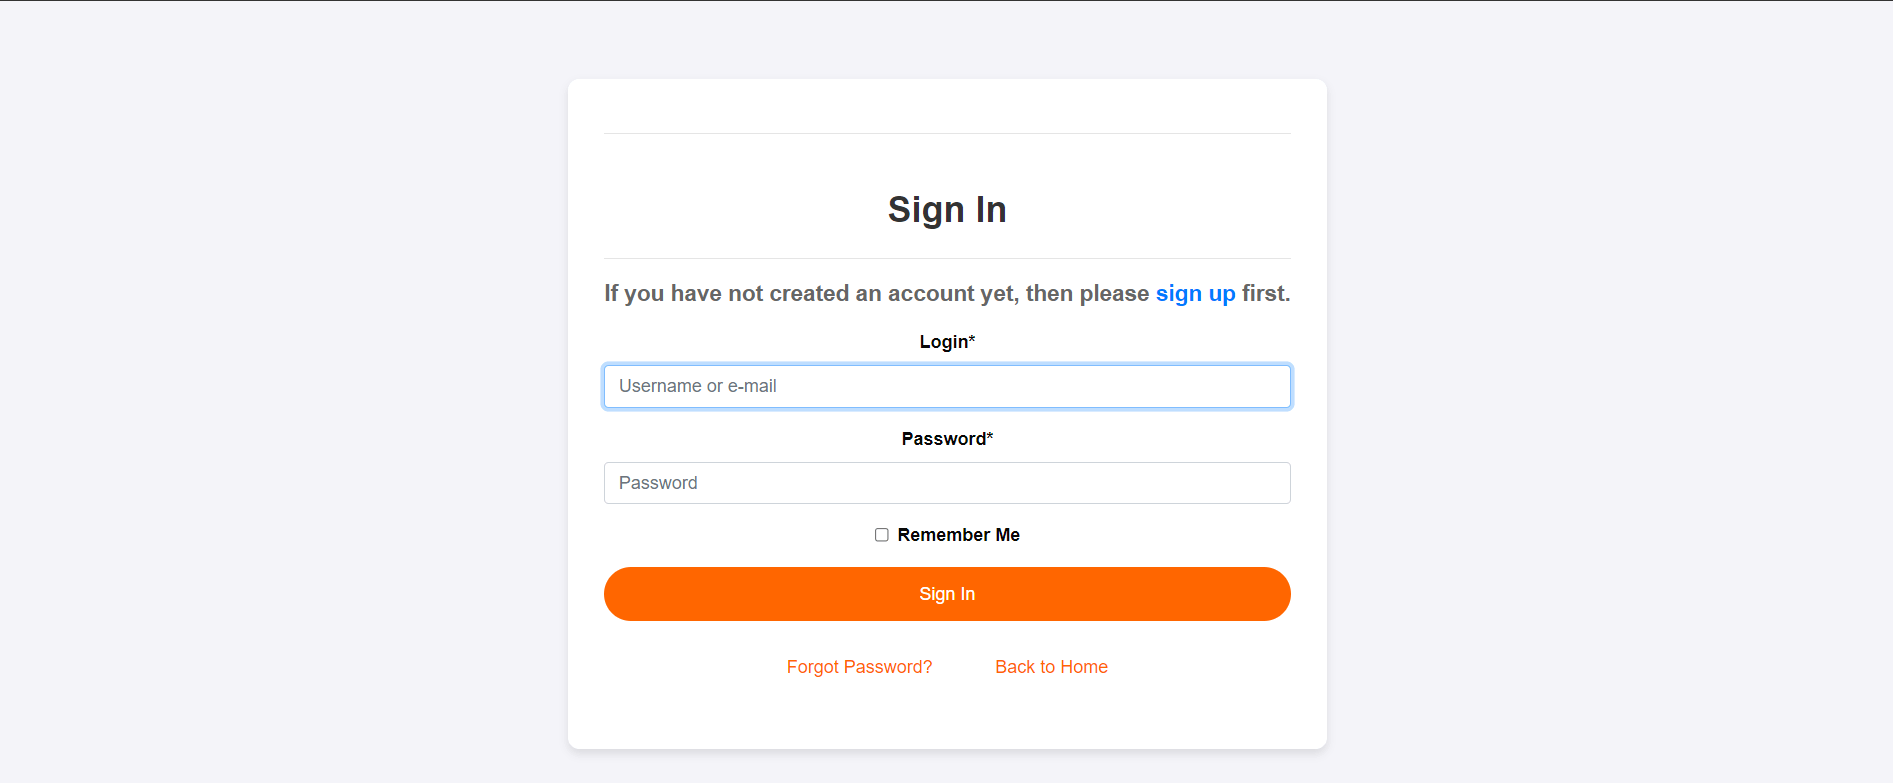 Sign In
If you have not created an account yet, then please sign up first.
Login*
Username or e-mail
Password*
Password
Remember Me
Sign In
Forgot Password? Back to Home